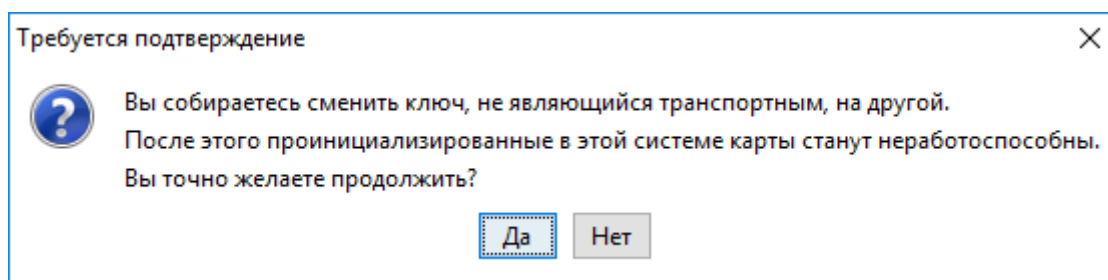 Требуется подтверждение
Вы собираетесь сменить ключ, не являющийся транспортным, на другой.
После этого проинициализированные в этой системе карты станут неработоспособны.
Вы точно желаете продолжить?
Да Нет